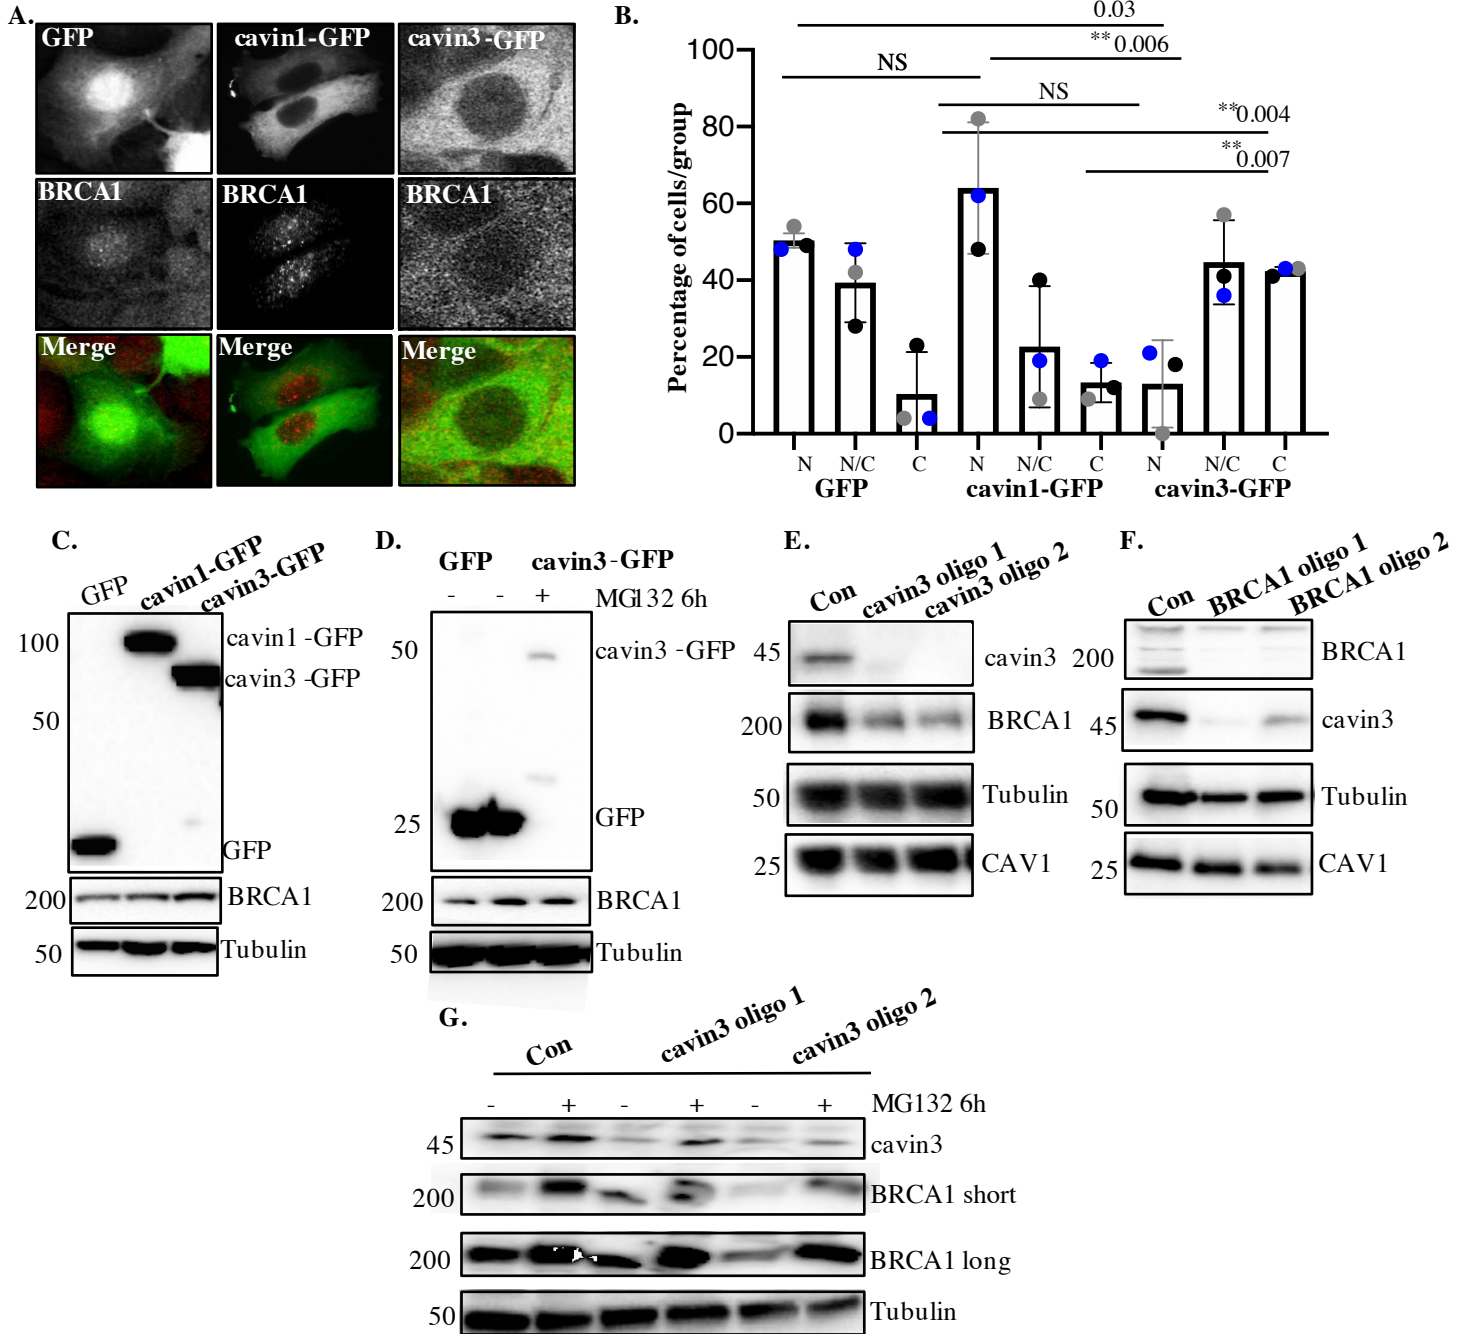 A.
GFP
cavin1-GFP
cavin3-GFP
BRCA1
BRCA1
BRCA1
Merge
Merge
Merge
B.
0.03
**0.006
NS
NS
**0.004
**0.007
Percentage of cells/group
100
80
60
40
20
0
N N/C C N N/C C N N/C C
GFP cavin1-GFP cavin3-GFP
C.
GFP
cavin1-GFP
cavin3-GFP
100
50
cavin1 -GFP
cavin3 -GFP
GFP
200
BRCA1
50
Tubulin
D.
GFP cavin3-GFP
- - + MG132 6h
50
cavin3 -GFP
25
GFP
200
BRCA1
50
Tubulin
E.
Con
cavin3 oligo 1
cavin3 oligo 2
45
cavin3
200
BRCA1
50
Tubulin
25
CAV1
F.
Con
BRCA1 oligo 1
BRCA1 oligo 2
200
BRCA1
45
cavin3
50
Tubulin
25
CAV1
G.
Con
cavin3 oligo 1
cavin3 oligo 2
- + - + - + MG132 6h
45
cavin3
200
BRCA1 short
200
BRCA1 long
50
Tubulin